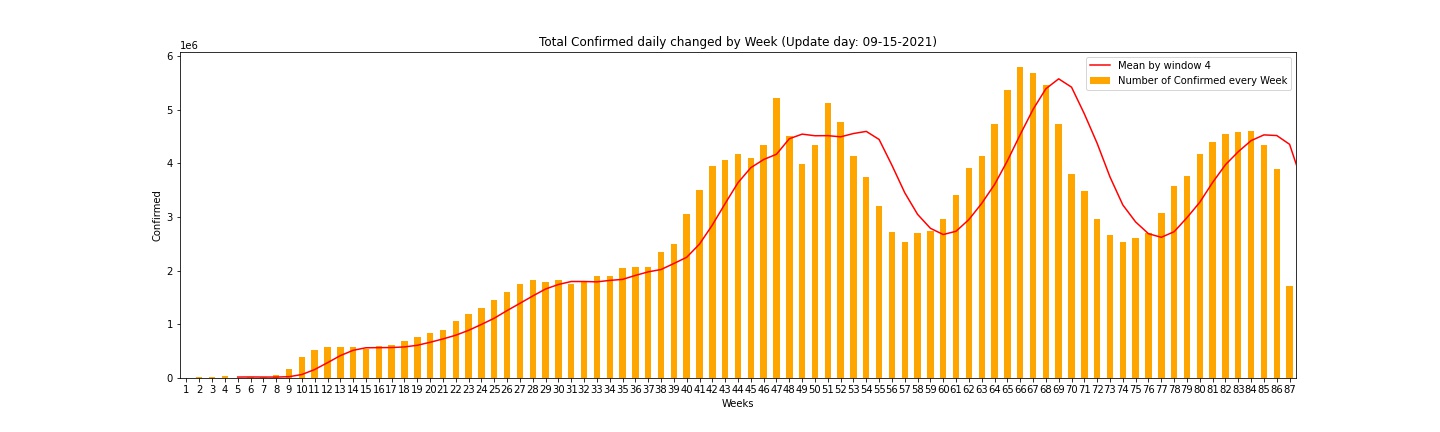 Total Confirmed daily changed by Week (Update day: 09-15-2021)
1e6
Mean by window 4
Number of Confirmed every Week
6
5
4
3
2
1
0
Confirmed
1 2 3 4 5 6 7 8 9 10 11 12 13 14 15 16 17 18 19 20 21 22 23 24 25 26 27 28 29 30 31 32 33 34 35 36 37 38 39 40 41 42 43 44 45 46 47 48 49 50 51 52 53 54 55 56 57 58 59 60 61 62 63 64 65 66 67 68 69 70 71 72 73 74 75 76 77 78 79 80 81 82 83 84 85 86 87
Weeks